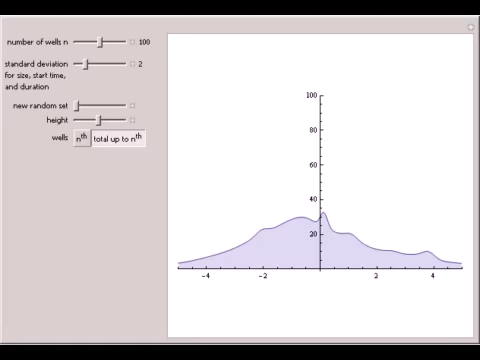 number of wells n 100
standard deviation 2
for size, start time,
and duration
new random set
height
wells nth total up to nth
100
80
60
40
20
-4 -2 0 2 4